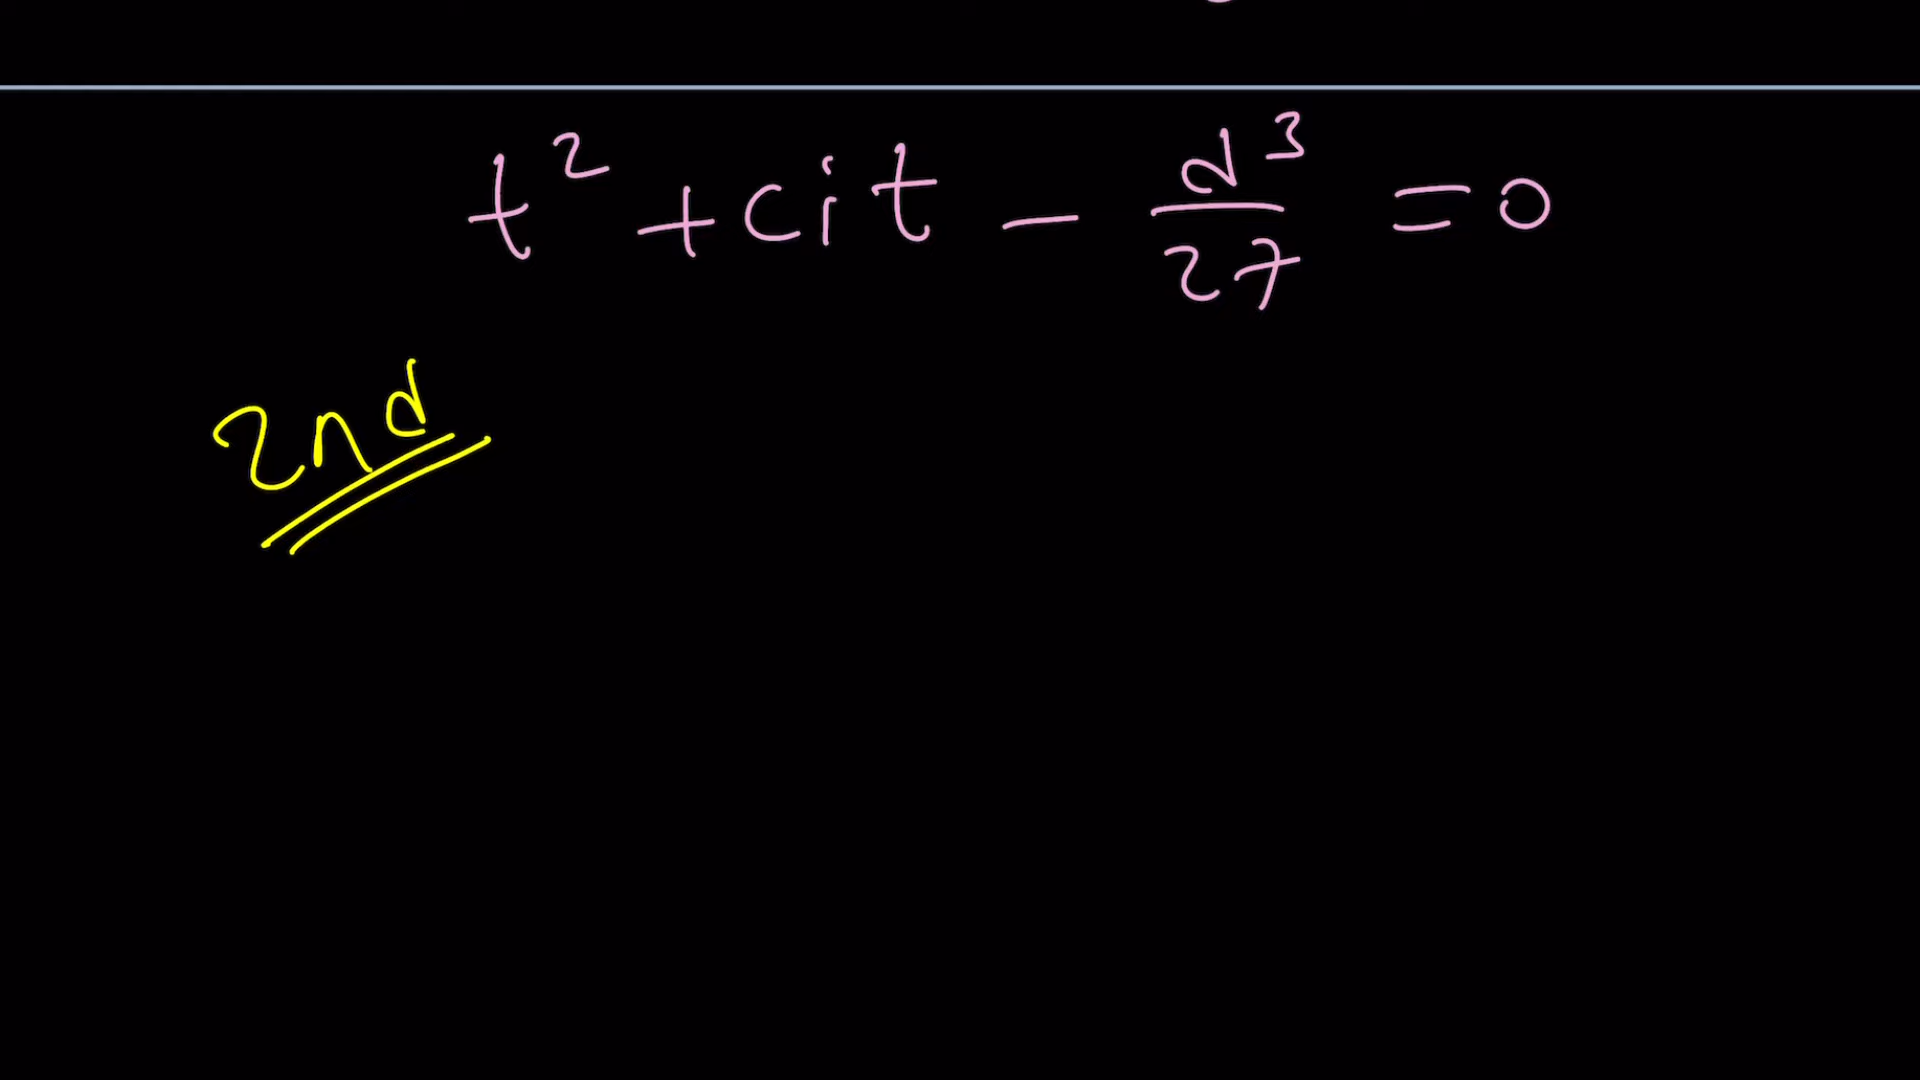 t² + cit - d³/27 = 0
2nd